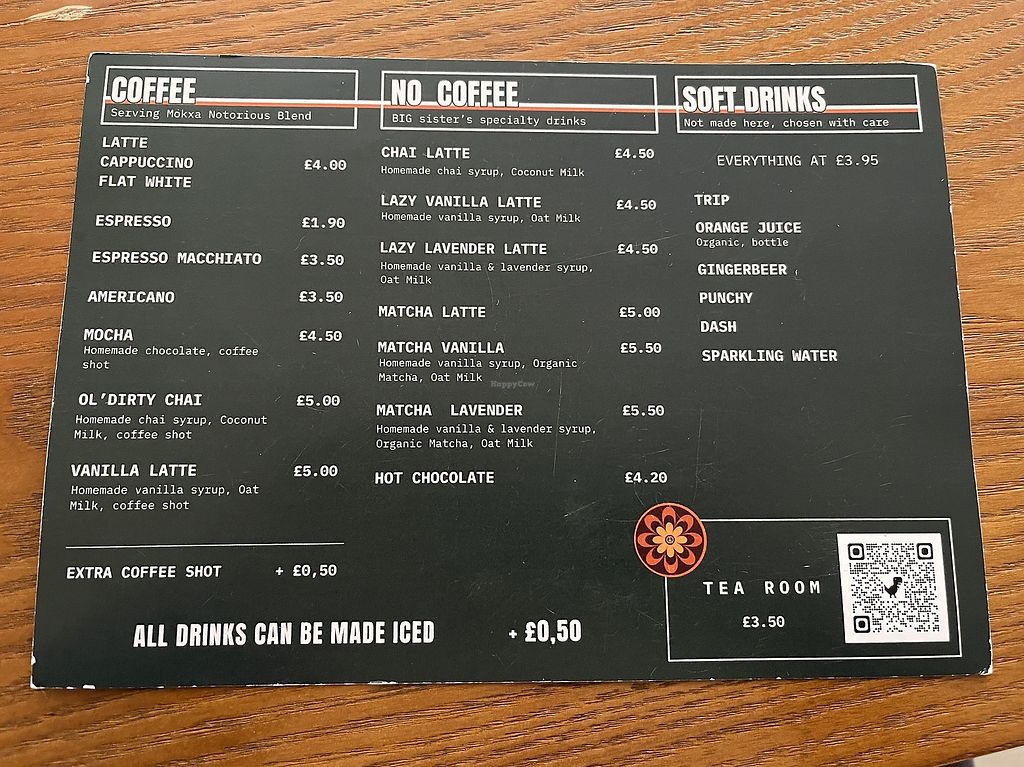 COFFEE
Serving Mokxa Notorious Blend
LATTE
CAPPUCCINO £4.00
FLAT WHITE
ESPRESSO £1.90
ESPRESSO MACCHIATO £3.50
AMERICANO £3.50
MOCHA £4.50
Homemade chocolate, coffee
shot
OL'DIRTY CHAI £5.00
Homemade chai syrup, Coconut
Milk, coffee shot
VANILLA LATTE £5.00
Homemade vanilla syrup, Oat
Milk, coffee shot
EXTRA COFFEE SHOT + £0,50
NO COFFEE
BIG sister's specialty drinks
CHAI LATTE £4.50
Homemade chai syrup, Coconut Milk
LAZY VANILLA LATTE £4.50
Homemade vanilla syrup, Oat Milk
LAZY LAVENDER LATTE £4.50
Homemade vanilla & lavender syrup,
Oat Milk
MATCHA LATTE £5.00
MATCHA VANILLA £5.50
Homemade vanilla syrup, Organic
Matcha, Oat Milk
HappyCow
MATCHA LAVENDER £5.50
Homemade vanilla & lavender syrup,
Organic Matcha, Oat Milk
HOT CHOCOLATE £4.20
ALL DRINKS CAN BE MADE ICED + £0,50
SOFT DRINKS
Not made here, chosen with care
EVERYTHING AT £3.95
TRIP
ORANGE JUICE
Organic, bottle
GINGERBEER
PUNCHY
DASH
SPARKLING WATER
TEA ROOM
£3.50